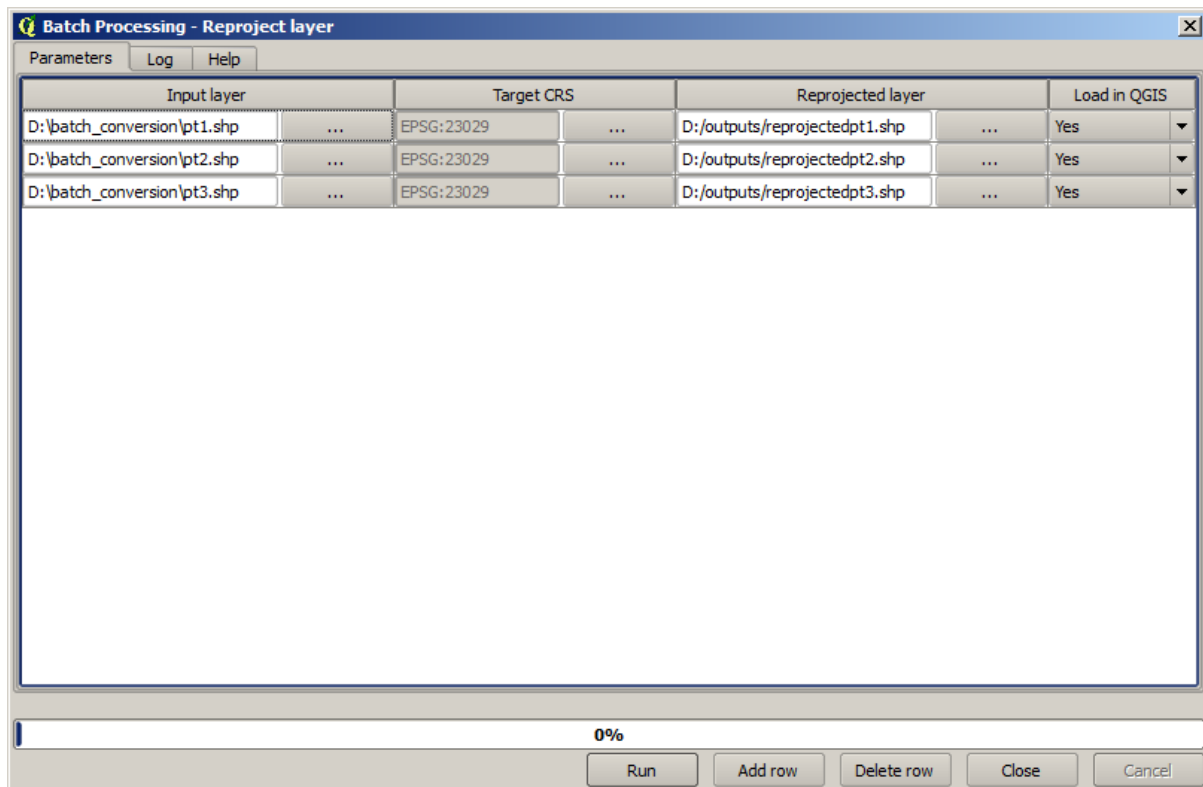 Batch Processing - Reproject layer
Parameters Log Help
Input layer Target CRS Reprojected layer Load in QGIS
D:\batch_conversion\pt1.shp ... EPSG:23029 ... D:/outputs/reprojectedpt1.shp ... Yes
D:\batch_conversion\pt2.shp ... EPSG:23029 ... D:/outputs/reprojectedpt2.shp ... Yes
D:\batch_conversion\pt3.shp ... EPSG:23029 ... D:/outputs/reprojectedpt3.shp ... Yes
0%
Run Add row Delete row Close Cancel